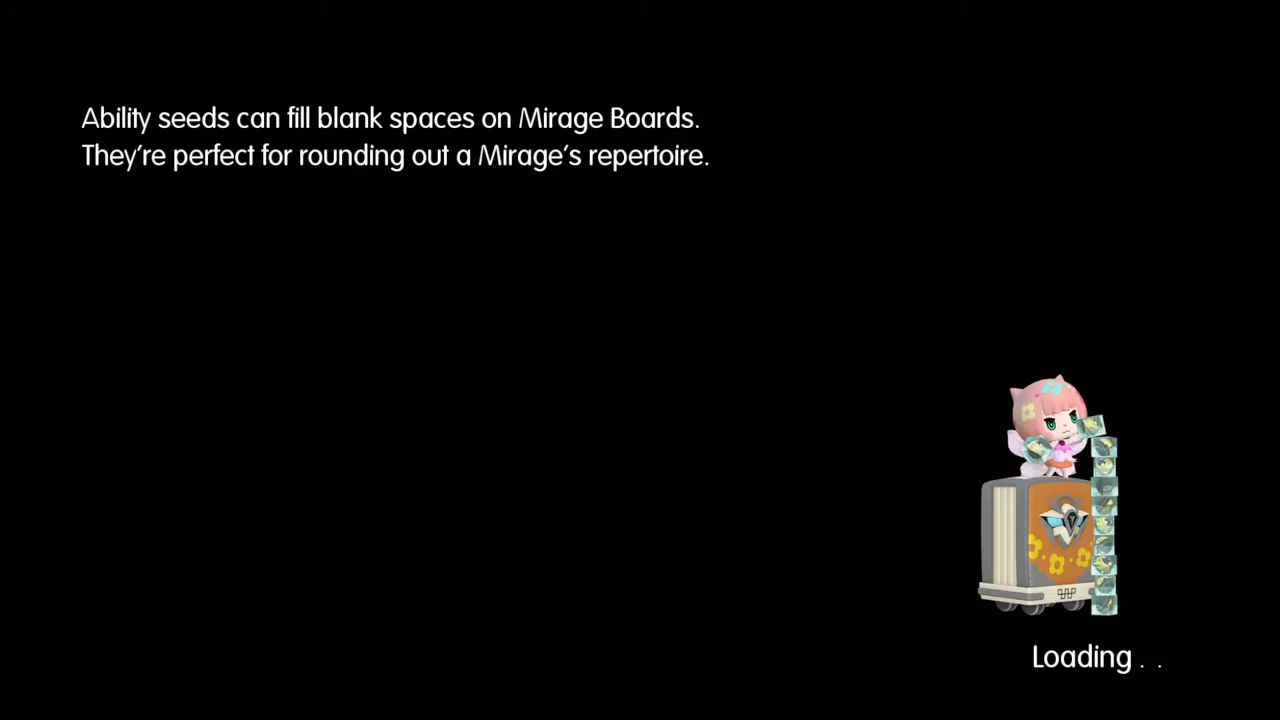 Ability seeds can fill blank spaces on Mirage Boards.
They're perfect for rounding out a Mirage's repertoire.
Loading . .